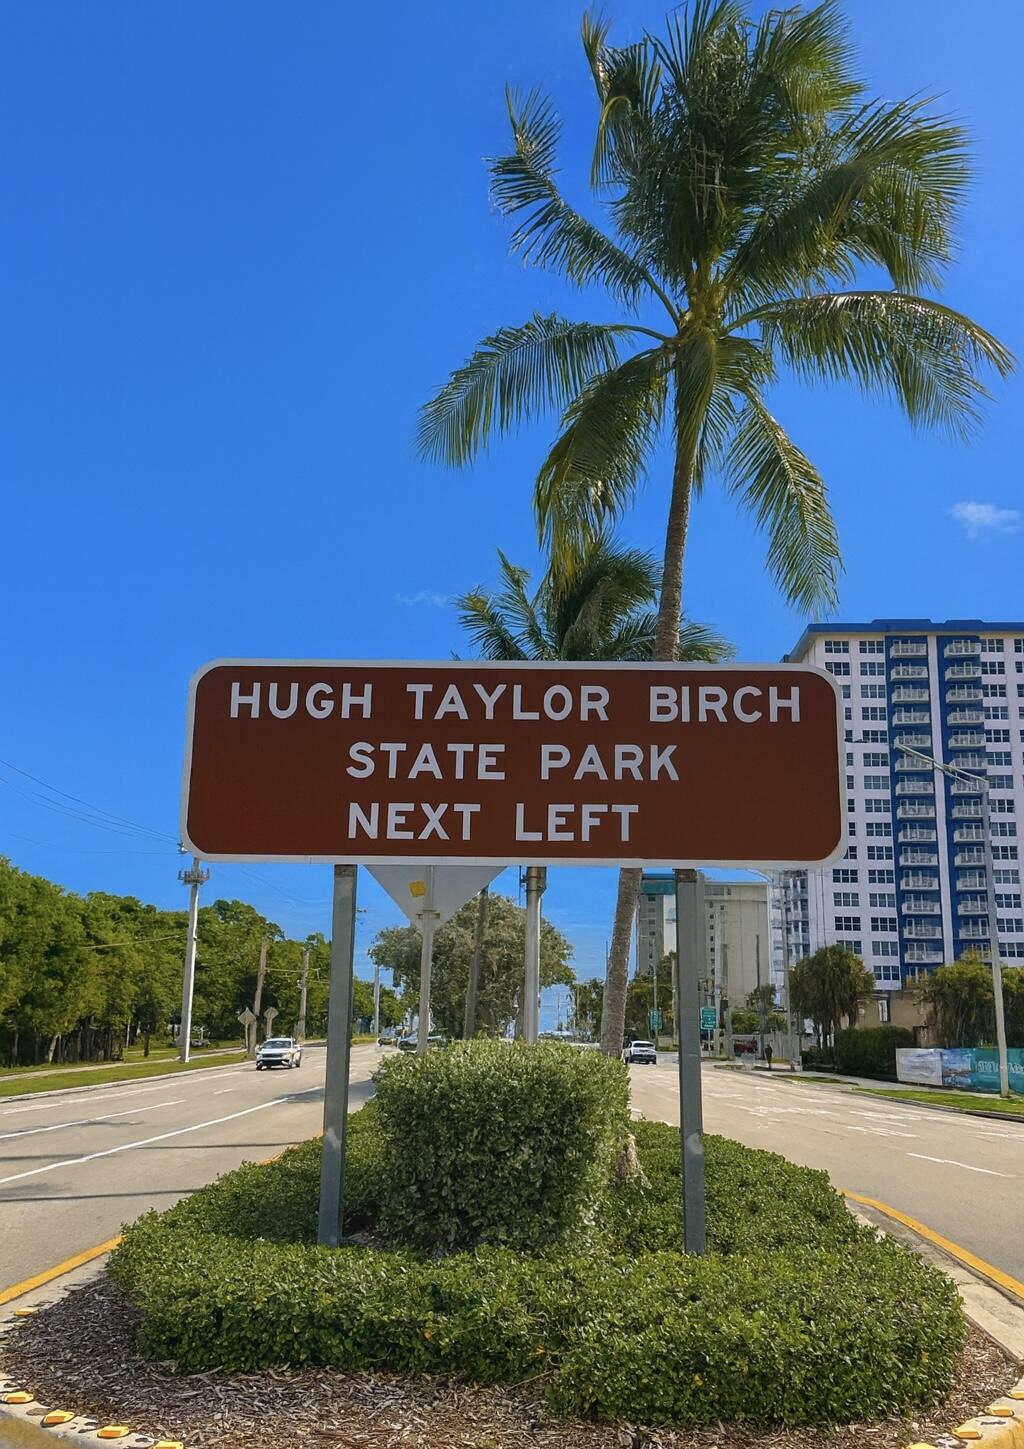 HUGH TAYLOR BIRCH
STATE PARK
NEXT LEFT